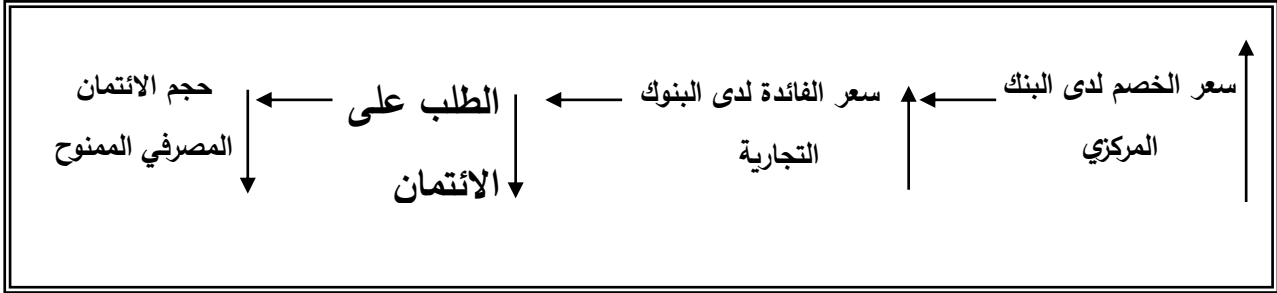 سعر الخصم لدى البنك
المركزي
سعر الفائدة لدى البنوك
التجارية
الطلب على
الائتمان
حجم الائتمان
المصرفي الممنوح